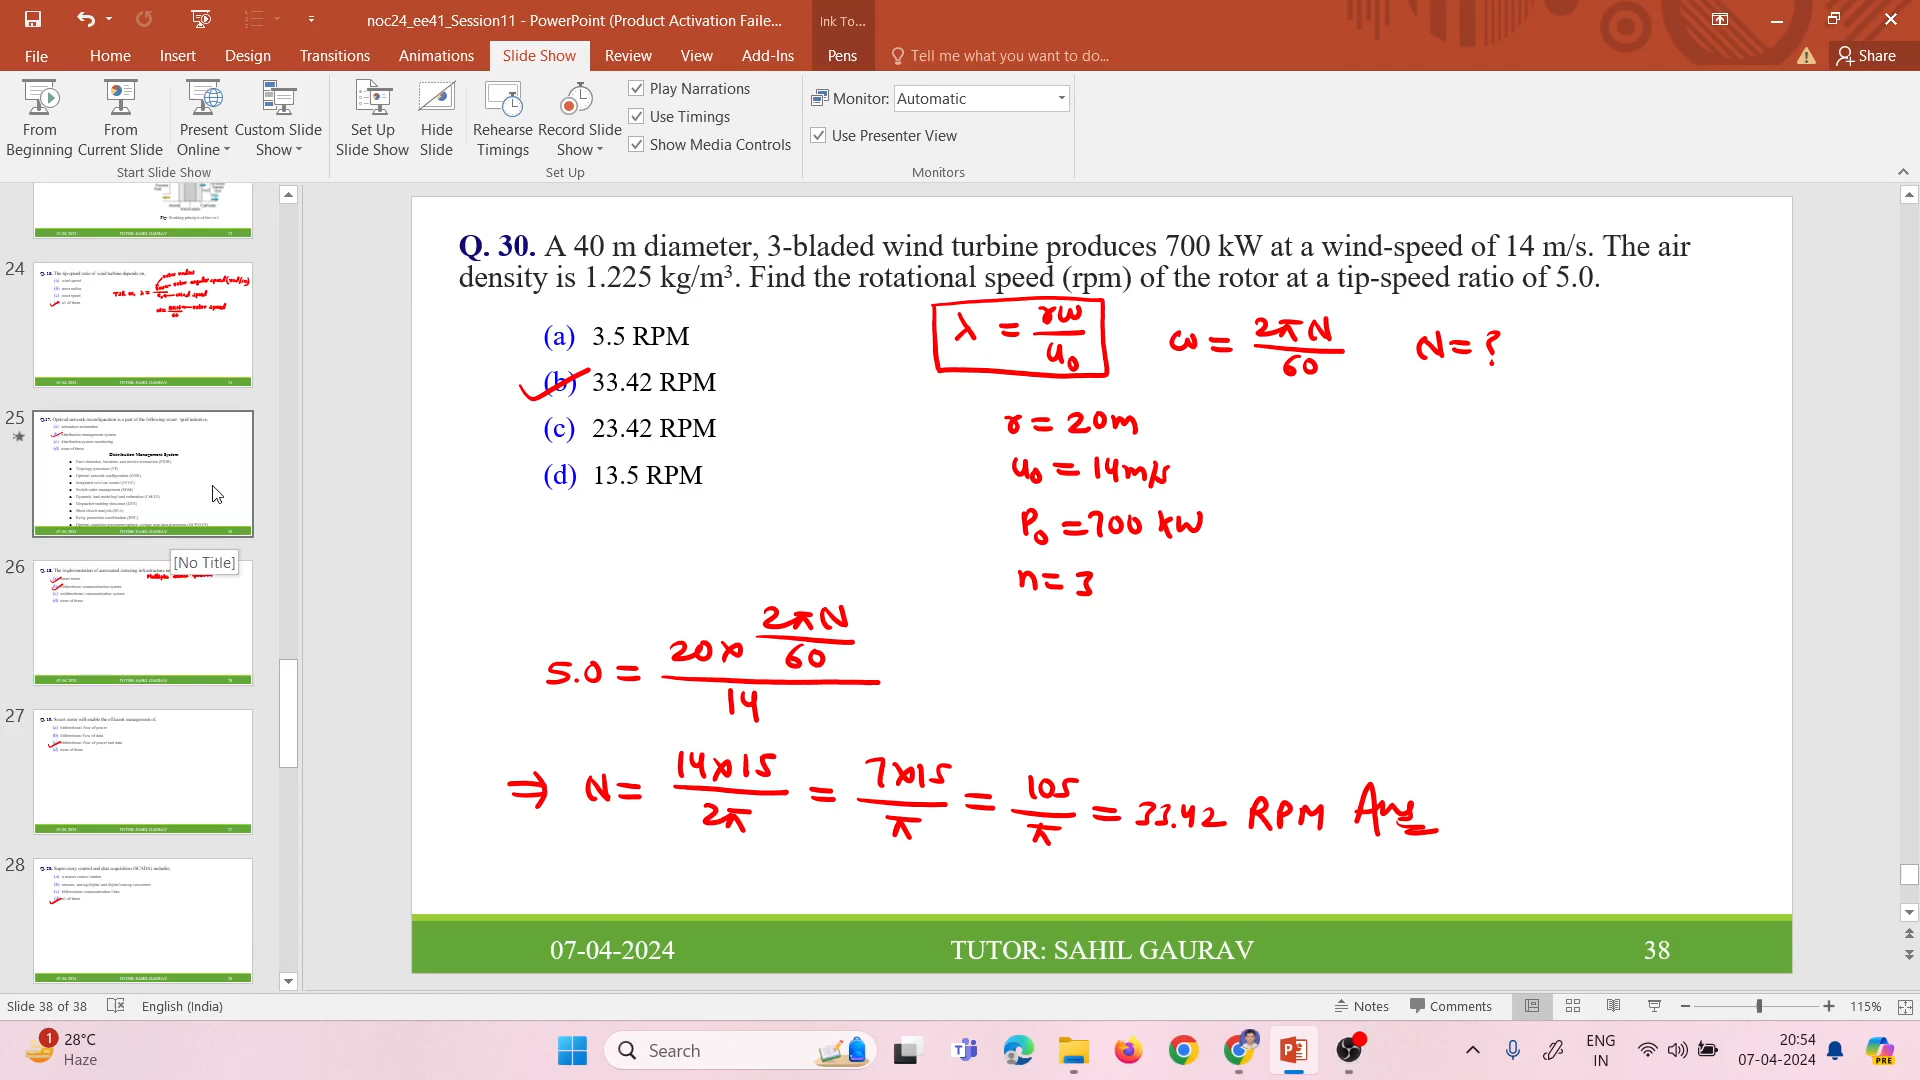 noc24_ee41_Session11 - PowerPoint (Product Activation Faile...
Ink To...
File Home Insert Design Transitions Animations Slide Show Review View Add-Ins Pens Tell me what you want to do... Share
From Beginning
From Current Slide
Present Online
Custom Slide Show
Set Up Slide Show
Hide Slide
Rehearse Timings
Record Slide Show
Play Narrations
Use Timings
Show Media Controls
Monitor: Automatic
Use Presenter View
Start Slide Show
Set Up
Monitors
24
25
26
27
28
[No Title]
Q. 30. A 40 m diameter, 3-bladed wind turbine produces 700 kW at a wind-speed of 14 m/s. The air
density is 1.225 kg/m³. Find the rotational speed (rpm) of the rotor at a tip-speed ratio of 5.0.
(a) 3.5 RPM
(b) 33.42 RPM
(c) 23.42 RPM
(d) 13.5 RPM
λ = rω/u₀ ω = 2πN/60 N = ?
r = 20m
u₀ = 14m/s
P₀ = 700 kW
n = 3
5.0 = (20 × 2πN/60)/14
⇒ N = 14×15/2π = 7×15/π = 105/π = 33.42 RPM Ans
07-04-2024 TUTOR: SAHIL GAURAV 38
Slide 38 of 38 English (India) Notes Comments 115%
1 28°C
Haze
Search
ENG
IN
20:54
07-04-2024
PRE